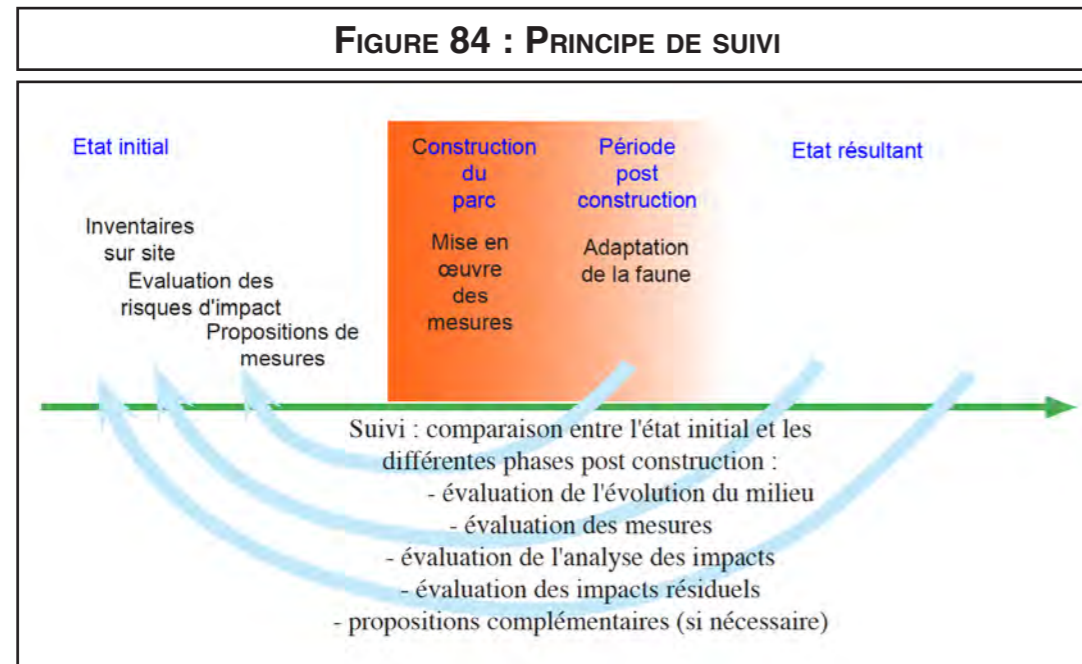 FIGURE 84 : PRINCIPE DE SUIVI
Etat initial
Inventaires
sur site
Evaluation des
risques d'impact
Propositions de
mesures
Construction
du
parc
Mise en
œuvre
des
mesures
Période
post
construction
Adaptation
de la faune
Etat résultant
Suivi : comparaison entre l'état initial et les
différentes phases post construction :
- évaluation de l'évolution du milieu
- évaluation des mesures
- évaluation de l'analyse des impacts
- évaluation des impacts résiduels
- propositions complémentaires (si nécessaire)